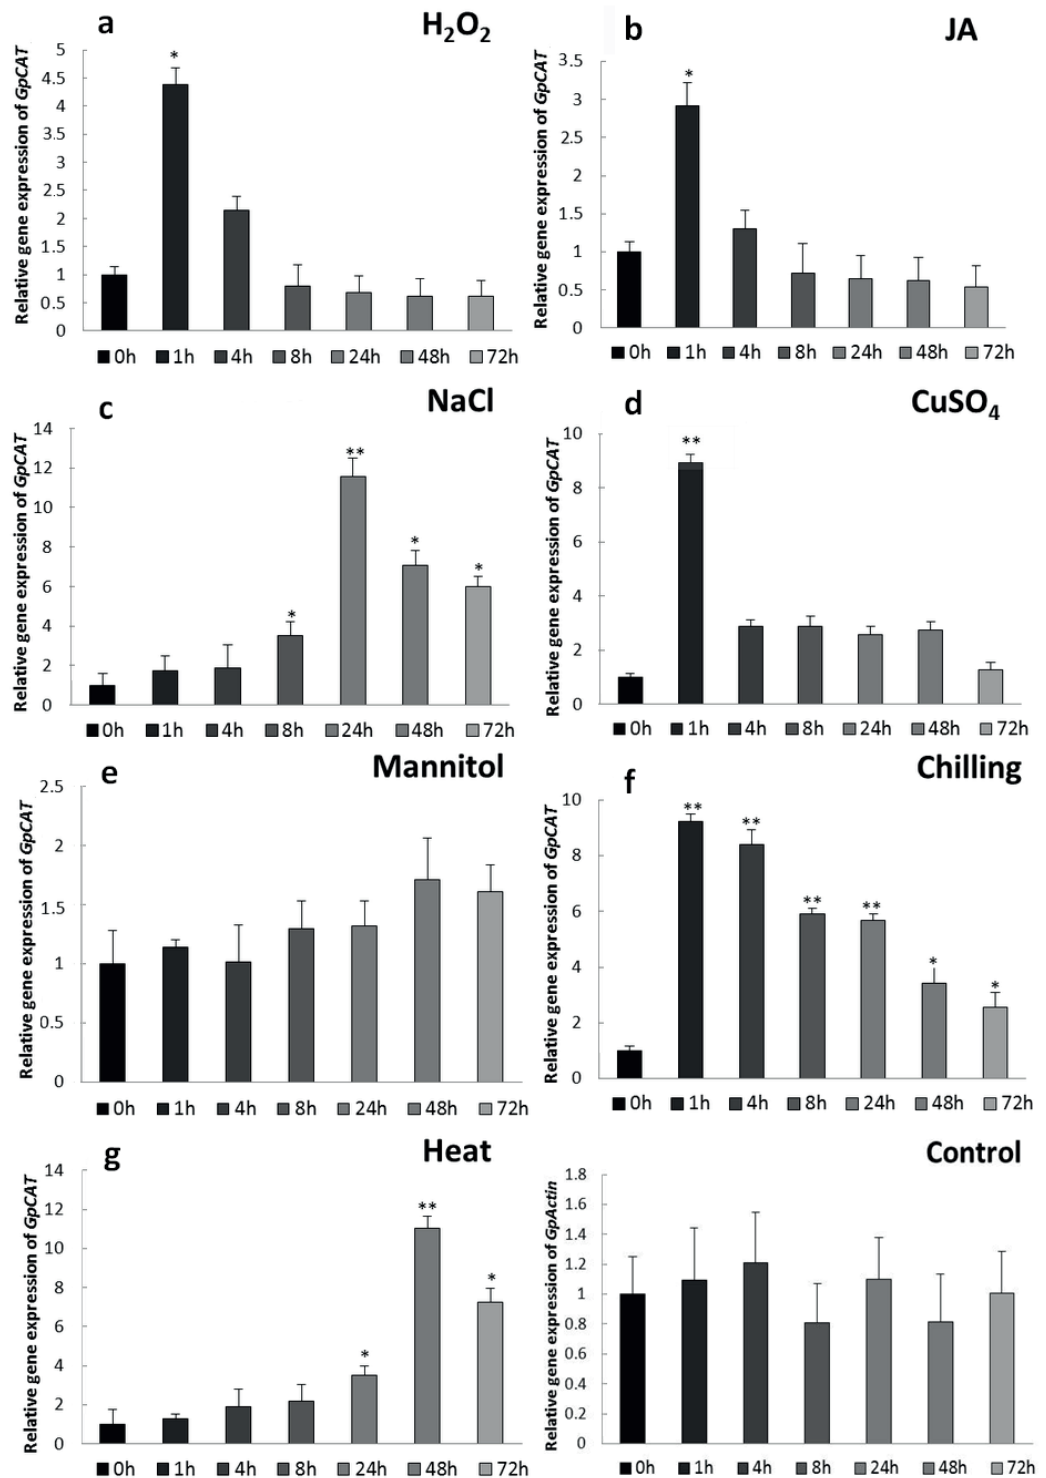 a
H₂O₂
Relative gene expression of GpCAT
5
4.5
4
3.5
3
2.5
2
1.5
1
0.5
0
*
0h 1h 4h 8h 24h 48h 72h
b
JA
Relative gene expression of GpCAT
3.5
3
2.5
2
1.5
1
0.5
0
*
0h 1h 4h 8h 24h 48h 72h
c
NaCl
Relative gene expression of GpCAT
14
12
10
8
6
4
2
0
* ** * *
0h 1h 4h 8h 24h 48h 72h
d
CuSO₄
Relative gene expression of GpCAT
10
8
6
4
2
0
**
0h 1h 4h 8h 24h 48h 72h
e
Mannitol
Relative gene expression of GpCAT
2.5
2
1.5
1
0.5
0
0h 1h 4h 8h 24h 48h 72h
f
Chilling
Relative gene expression of GpCAT
10
8
6
4
2
0
** ** ** ** * *
0h 1h 4h 8h 24h 48h 72h
g
Heat
Relative gene expression of GpCAT
14
12
10
8
6
4
2
0
* ** *
0h 1h 4h 8h 24h 48h 72h
Control
Relative gene expression of GpActin
1.8
1.6
1.4
1.2
1
0.8
0.6
0.4
0.2
0
0h 1h 4h 8h 24h 48h 72h